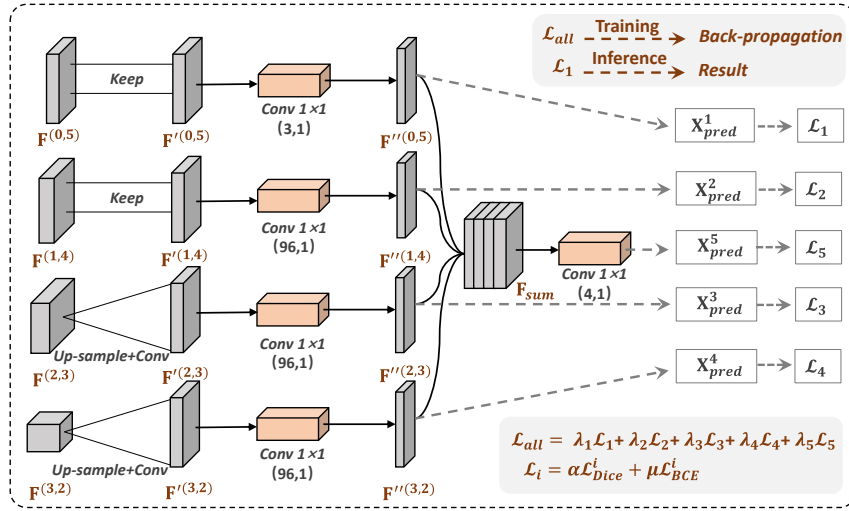 𝓛_all Training Back-propagation
𝓛_1 Inference Result
Keep
Conv 1×1
(3,1)
F^(0,5)
F′^(0,5)
F′′^(0,5)
X^1_pred
𝓛_1
Keep
Conv 1×1
(96,1)
F^(1,4)
F′^(1,4)
F′′^(1,4)
X^2_pred
𝓛_2
F_sum
Conv 1×1
(4,1)
X^5_pred
𝓛_5
Up-sample+Conv
Conv 1×1
(96,1)
F^(2,3)
F′^(2,3)
F′′^(2,3)
X^3_pred
𝓛_3
Up-sample+Conv
Conv 1×1
(96,1)
F^(3,2)
F′^(3,2)
F′′^(3,2)
X^4_pred
𝓛_4
𝓛_all = λ_1𝓛_1+ λ_2𝓛_2+ λ_3𝓛_3+ λ_4𝓛_4+ λ_5𝓛_5
𝓛_i = α𝓛^i_Dice + μ𝓛^i_BCE